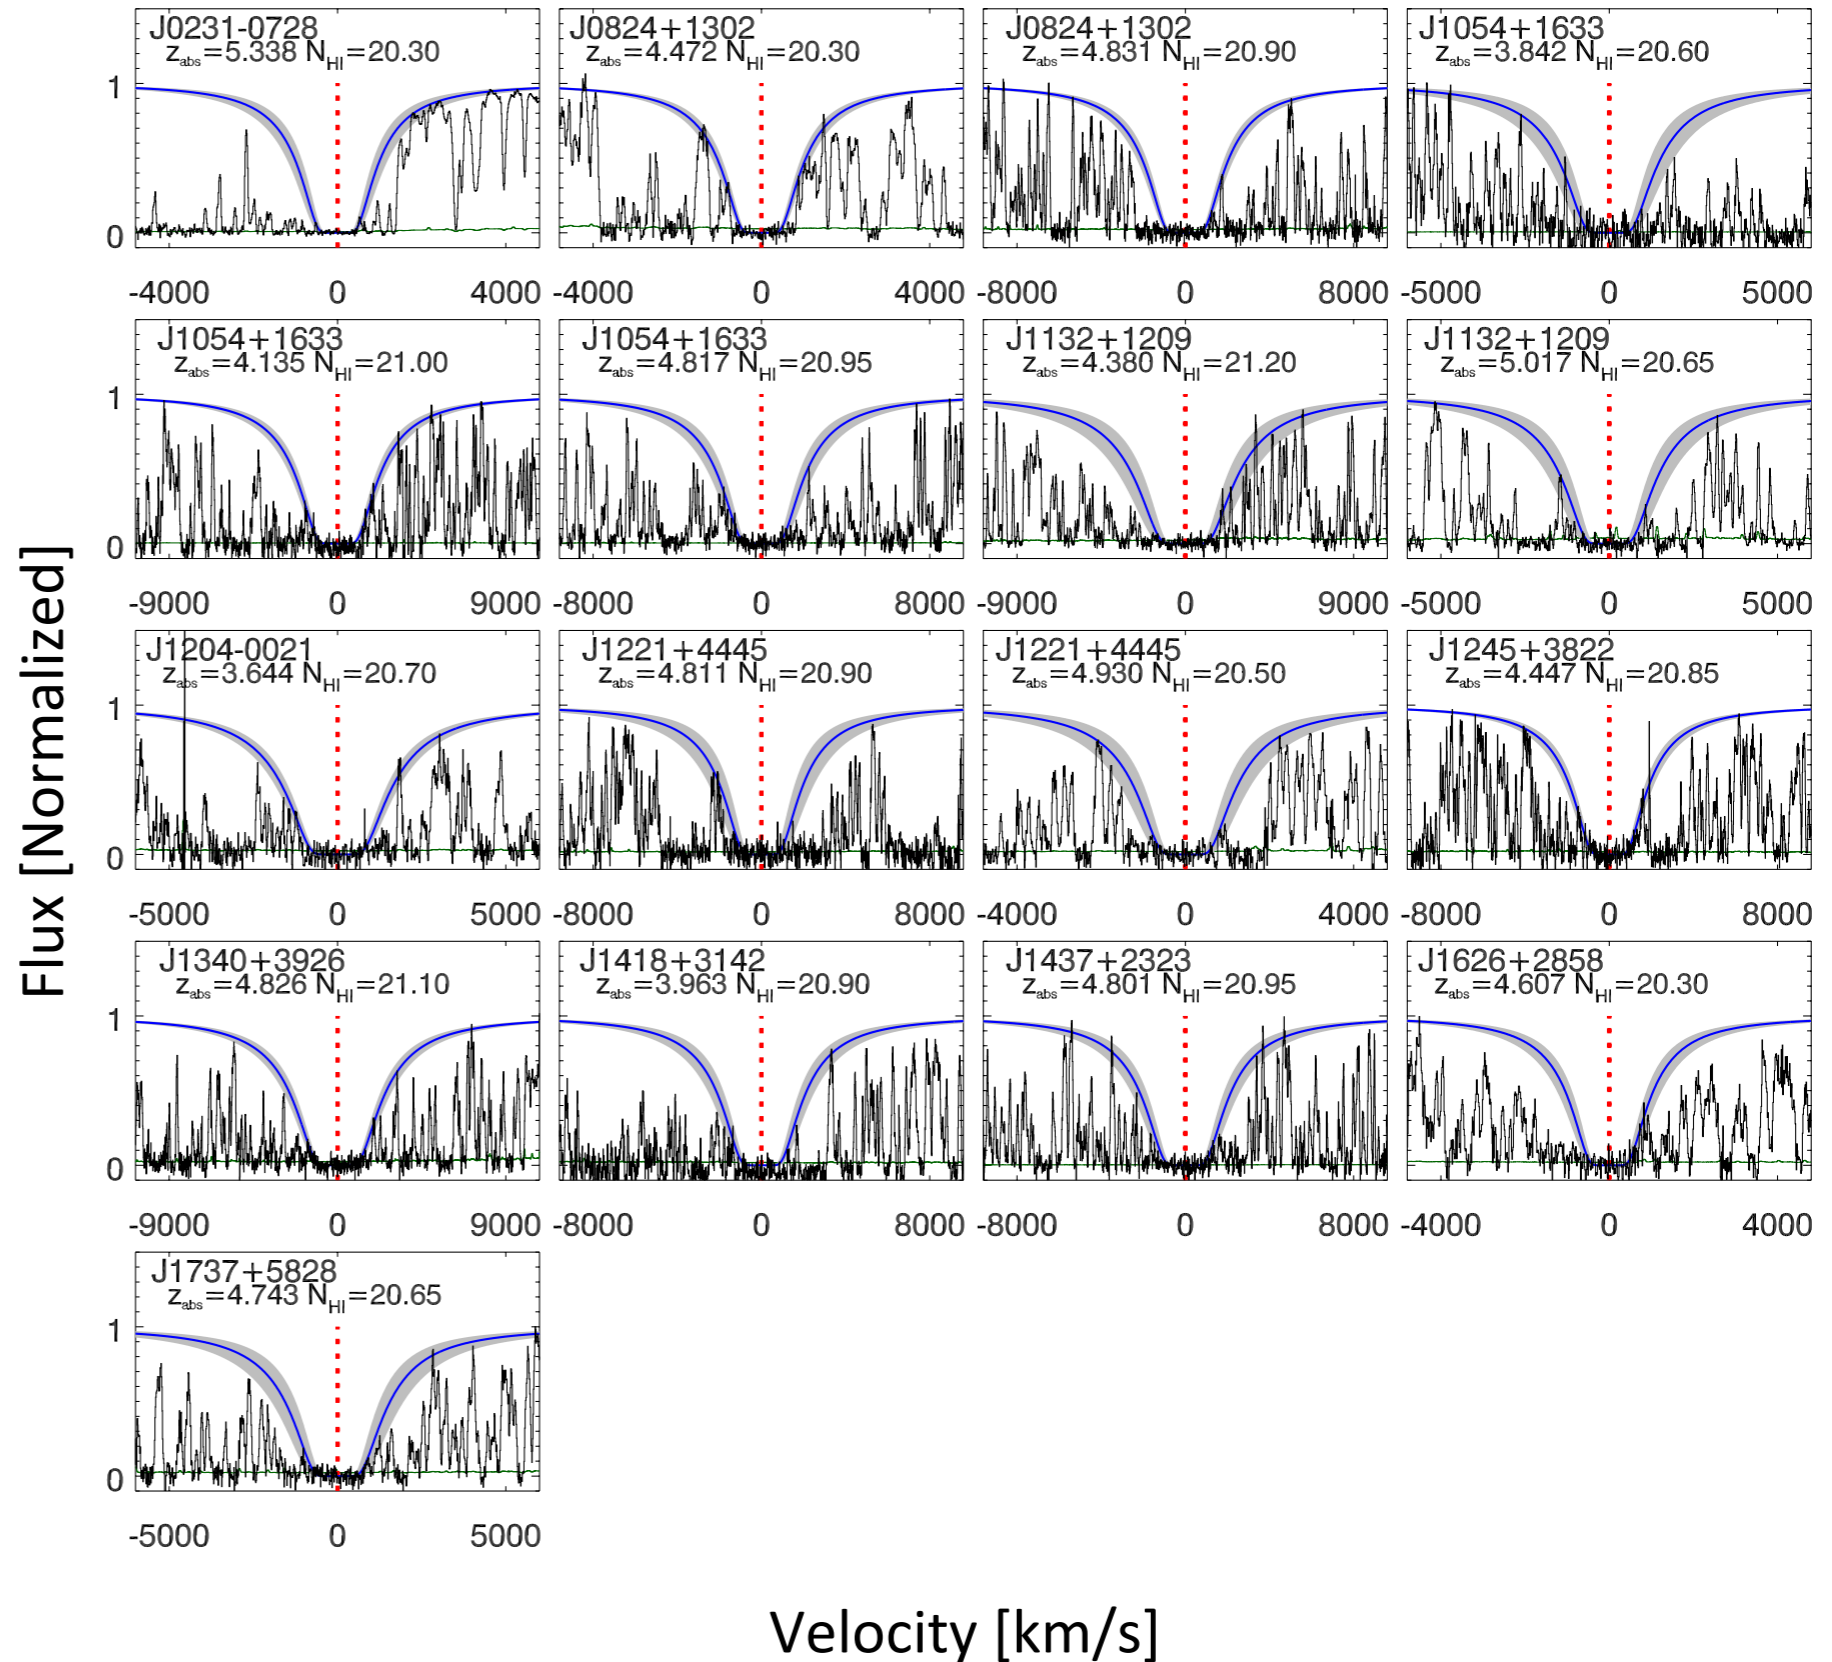 J0231-0728
z_abs=5.338 N_HI=20.30
J0824+1302
z_abs=4.472 N_HI=20.30
J0824+1302
z_abs=4.831 N_HI=20.90
J1054+1633
z_abs=3.842 N_HI=20.60
1
0
-4000 0 4000
-4000 0 4000
-8000 0 8000
-5000 0 5000
J1054+1633
z_abs=4.135 N_HI=21.00
J1054+1633
z_abs=4.817 N_HI=20.95
J1132+1209
z_abs=4.380 N_HI=21.20
J1132+1209
z_abs=5.017 N_HI=20.65
1
0
-9000 0 9000
-8000 0 8000
-9000 0 9000
-5000 0 5000
J1204-0021
z_abs=3.644 N_HI=20.70
J1221+4445
z_abs=4.811 N_HI=20.90
J1221+4445
z_abs=4.930 N_HI=20.50
J1245+3822
z_abs=4.447 N_HI=20.85
1
0
-5000 0 5000
-8000 0 8000
-4000 0 4000
-8000 0 8000
J1340+3926
z_abs=4.826 N_HI=21.10
J1418+3142
z_abs=3.963 N_HI=20.90
J1437+2323
z_abs=4.801 N_HI=20.95
J1626+2858
z_abs=4.607 N_HI=20.30
1
0
-9000 0 9000
-8000 0 8000
-8000 0 8000
-4000 0 4000
J1737+5828
z_abs=4.743 N_HI=20.65
1
0
-5000 0 5000
Flux [Normalized]
Velocity [km/s]